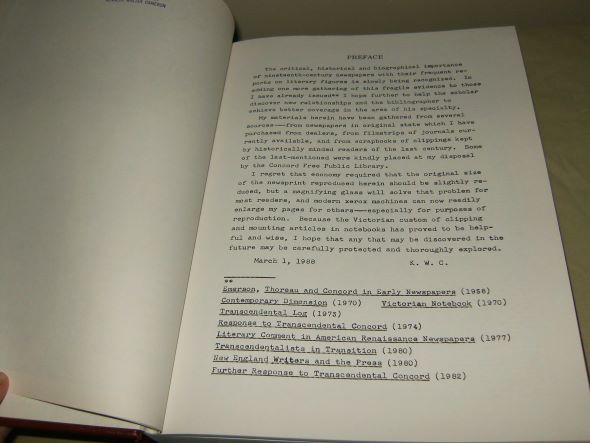 KENNETH WALTER CAMERON
PREFACE
The critical, historical and biographical importance
of nineteenth-century newspapers with their frequent re-
ports on literary figures is slowly being recognized. In
adding one more gathering of this fragile evidence to those
I have already issued** I hope further to help the scholar
discover new relationships and the bibliographer to
achieve better coverage in the area of his specialty.
My materials herein have been gathered from several
sources---from newspapers in original state which I have
purchased from dealers, from filmstrips of journals cur-
rently available, and from scrapbooks of clippings kept
by historically minded readers of the last century. Some
of the last-mentioned were kindly placed at my disposal
by the Concord Free Public Library.
I regret that economy required that the original size
of the newsprint reproduced herein should be slightly re-
duced, but a magnifying glass will solve that problem for
most readers, and modern xerox machines can now readily
enlarge my pages for others---especially for purposes of
reproduction. Because the Victorian custom of clipping
and mounting articles in notebooks has proved to be help-
ful and wise, I hope that any that may be discovered in the
future may be carefully protected and thoroughly explored.
March 1, 1988 K. W. C.
**
Emerson, Thoreau and Concord in Early Newspapers (1958)
Contemporary Dimension (1970) Victorian Notebook (1970)
Transcendental Log (1973)
Response to Transcendental Concord (1974)
Literary Comment in American Renaissance Newspapers (1977)
Transcendentalists in Transition (1980)
New England Writers and the Press (1980)
Further Response to Transcendental Concord (1982)